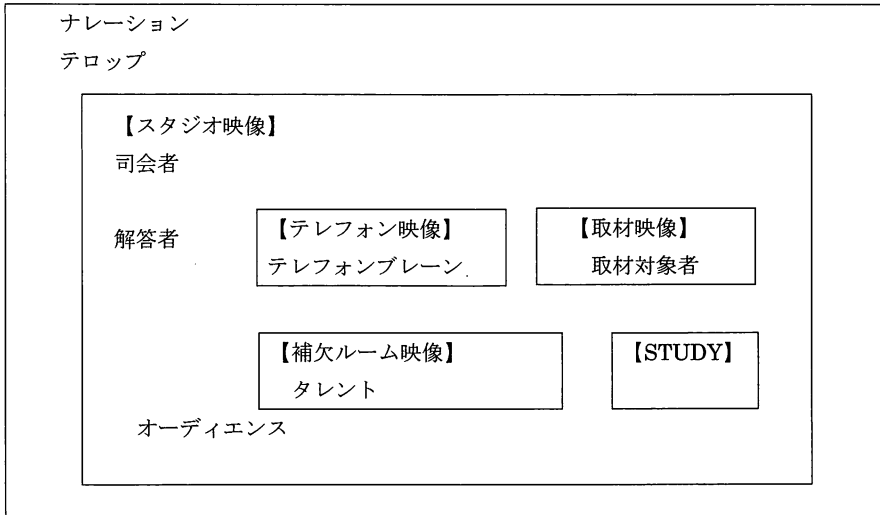 ナレーション
テロップ
【スタジオ映像】
司会者
解答者
【テレフォン映像】
テレフォンブレーン
【取材映像】
取材対象者
【補欠ルーム映像】
タレント
【STUDY】
オーディエンス